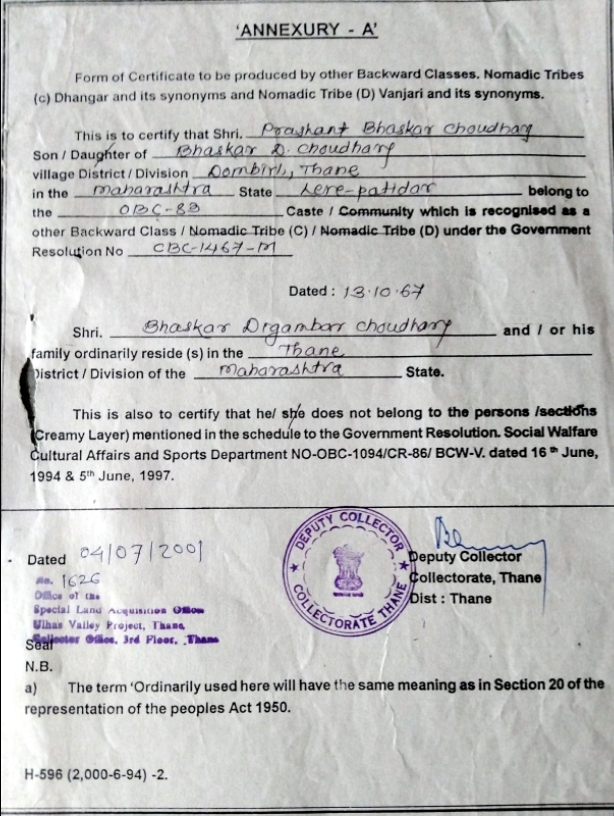 'ANNEXURY - A'
Form of Certificate to be produced by other Backward Classes. Nomadic Tribes
(c) Dhangar and its synonyms and Nomadic Tribe (D) Vanjari and its synonyms.
This is to certify that Shri. Prashant Bhaskar Choudhary
Son / Daughter of Bhaskar D. Choudhary
village District / Division Dombivli, Thane
in the Maharashtra State Lere-patidar belong to
the OBC-83 Caste / Community which is recognised as a
other Backward Class / Nomadic Tribe (C) / Nomadic Tribe (D) under the Government
Resolution No CBC-1467-M
Dated : 13.10.67
Shri. Bhaskar Digambar Choudhary and / or his
family ordinarily reside (s) in the Thane
District / Division of the Maharashtra State.
This is also to certify that he/ she does not belong to the persons /sections
(Creamy Layer) mentioned in the schedule to the Government Resolution. Social Welfare
Cultural Affairs and Sports Department NO-OBC-1094/CR-86/ BCW-V. dated 16th June,
1994 & 5th June, 1997.
DEPUTY COLLECTOR
COLLECTORATE THANE
Dated 04/07/2001
No. 1626
Office of the
Special Land Acquisition Office
Ulhas Valley Project, Thane,
Collector Office, 3rd Floor, Thane
Deputy Collector
Collectorate, Thane
Dist : Thane
Seal
N.B.
a) The term 'Ordinarily used here will have the same meaning as in Section 20 of the
representation of the peoples Act 1950.
H-596 (2,000-6-94) -2.